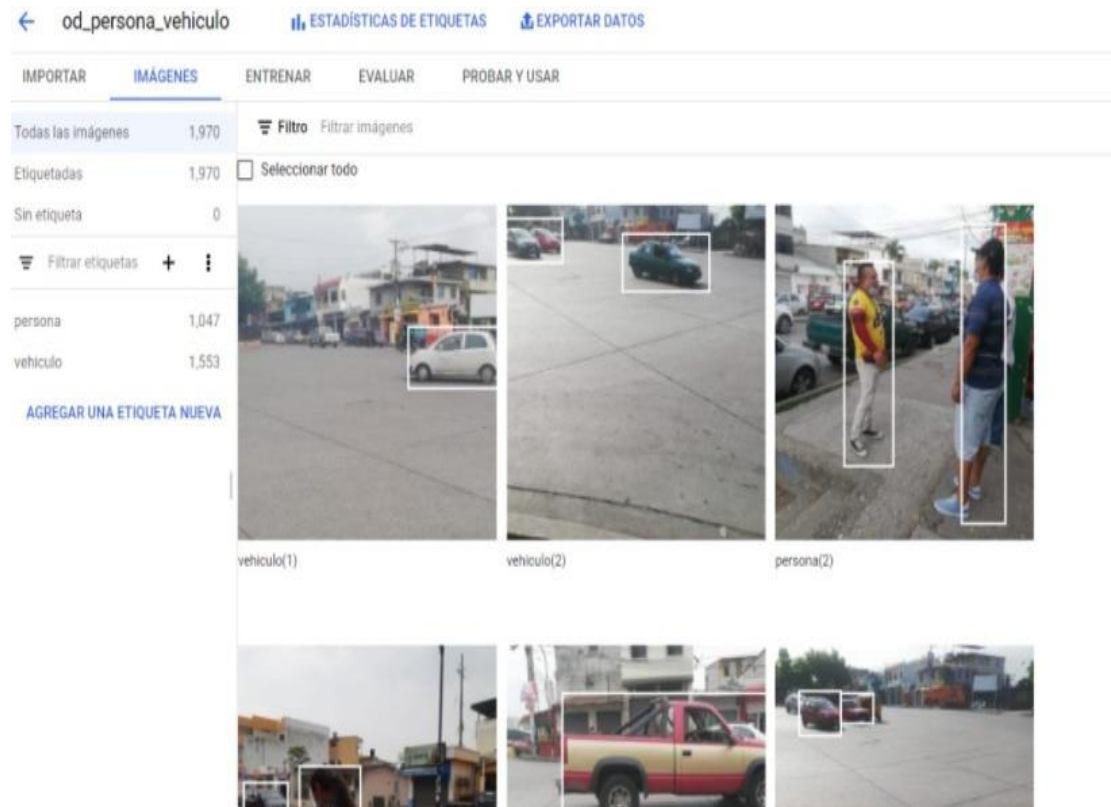 od_persona_vehiculo ESTADÍSTICAS DE ETIQUETAS EXPORTAR DATOS
IMPORTAR IMÁGENES ENTRENAR EVALUAR PROBAR Y USAR
Todas las imágenes 1,970
Etiquetadas 1,970
Sin etiqueta 0
Filtrar etiquetas
persona 1,047
vehiculo 1,553
AGREGAR UNA ETIQUETA NUEVA
Filtro Filtrar imágenes
Seleccionar todo
vehiculo(1) vehiculo(2) persona(2)